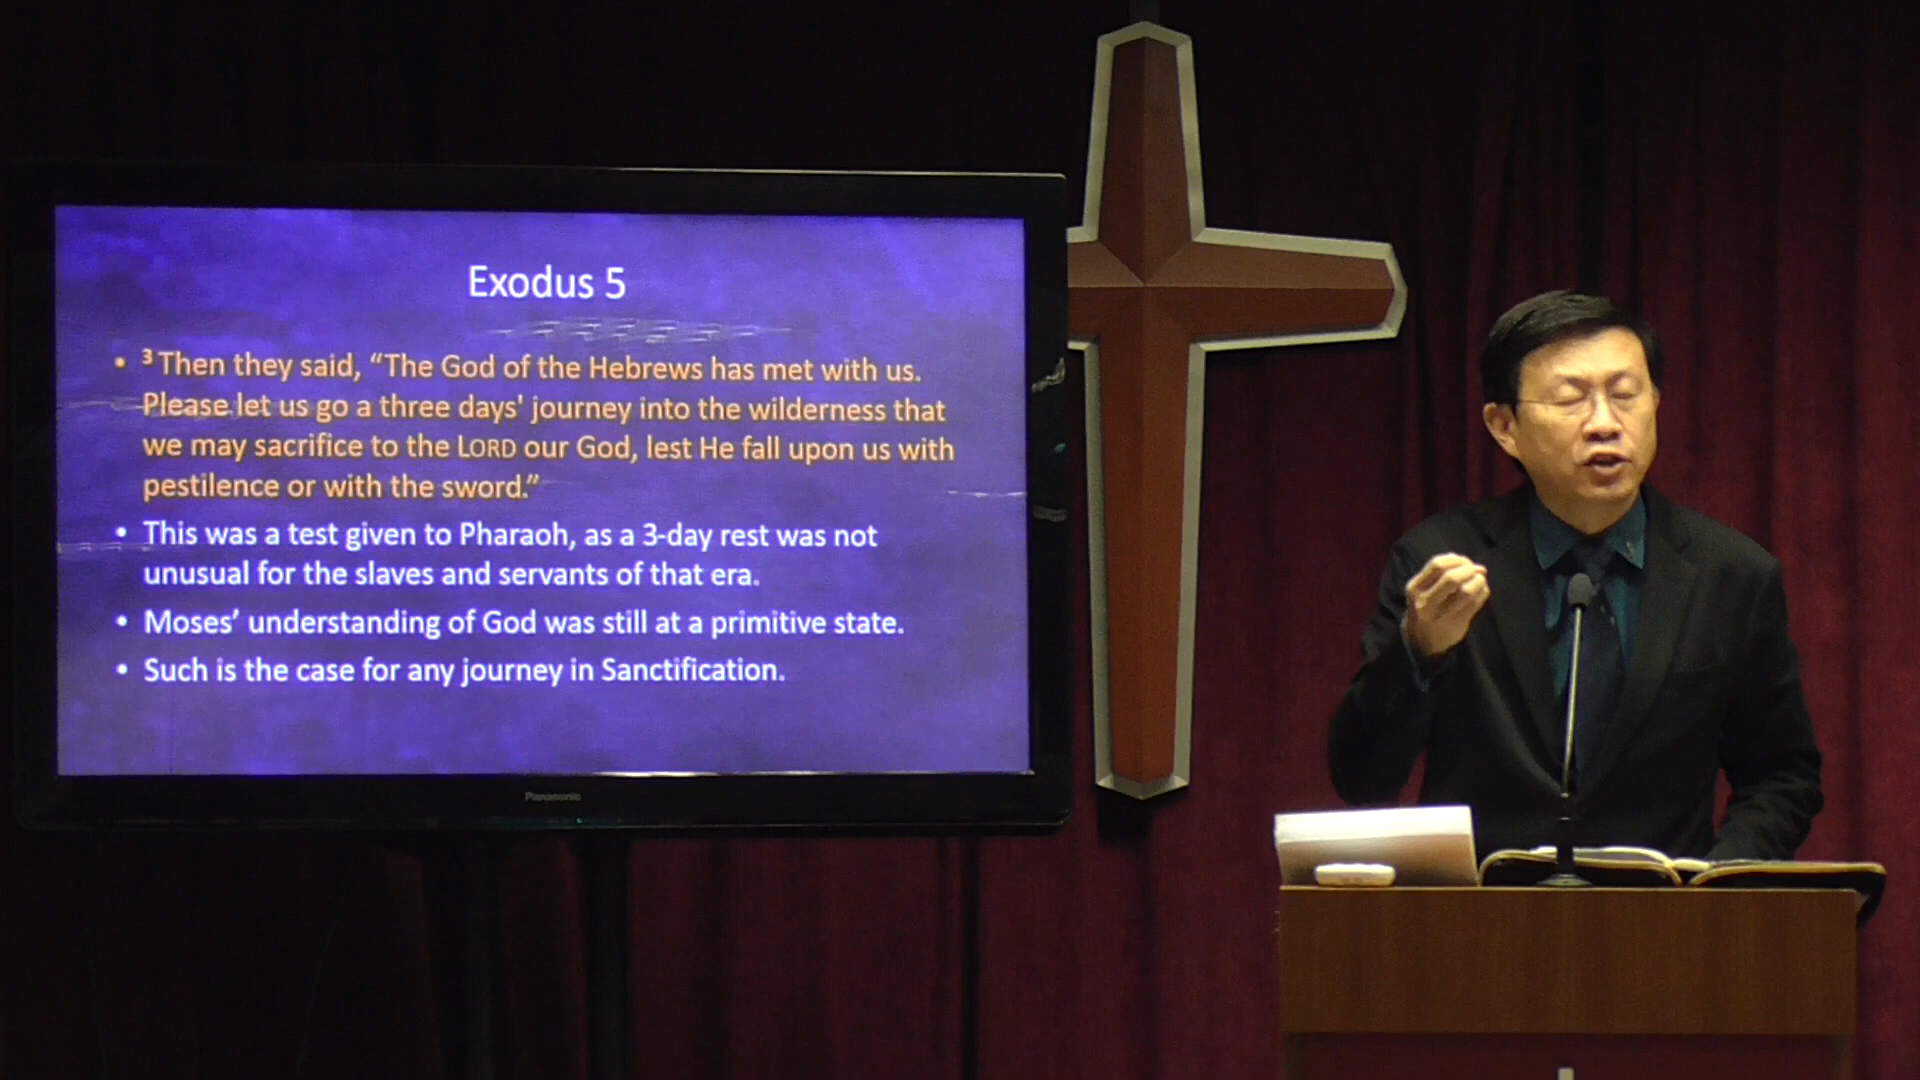 Exodus 5
• ³ Then they said, “The God of the Hebrews has met with us.
Please let us go a three days' journey into the wilderness that
we may sacrifice to the LORD our God, lest He fall upon us with
pestilence or with the sword.”
• This was a test given to Pharaoh, as a 3-day rest was not
unusual for the slaves and servants of that era.
• Moses’ understanding of God was still at a primitive state.
• Such is the case for any journey in Sanctification.
Panasonic